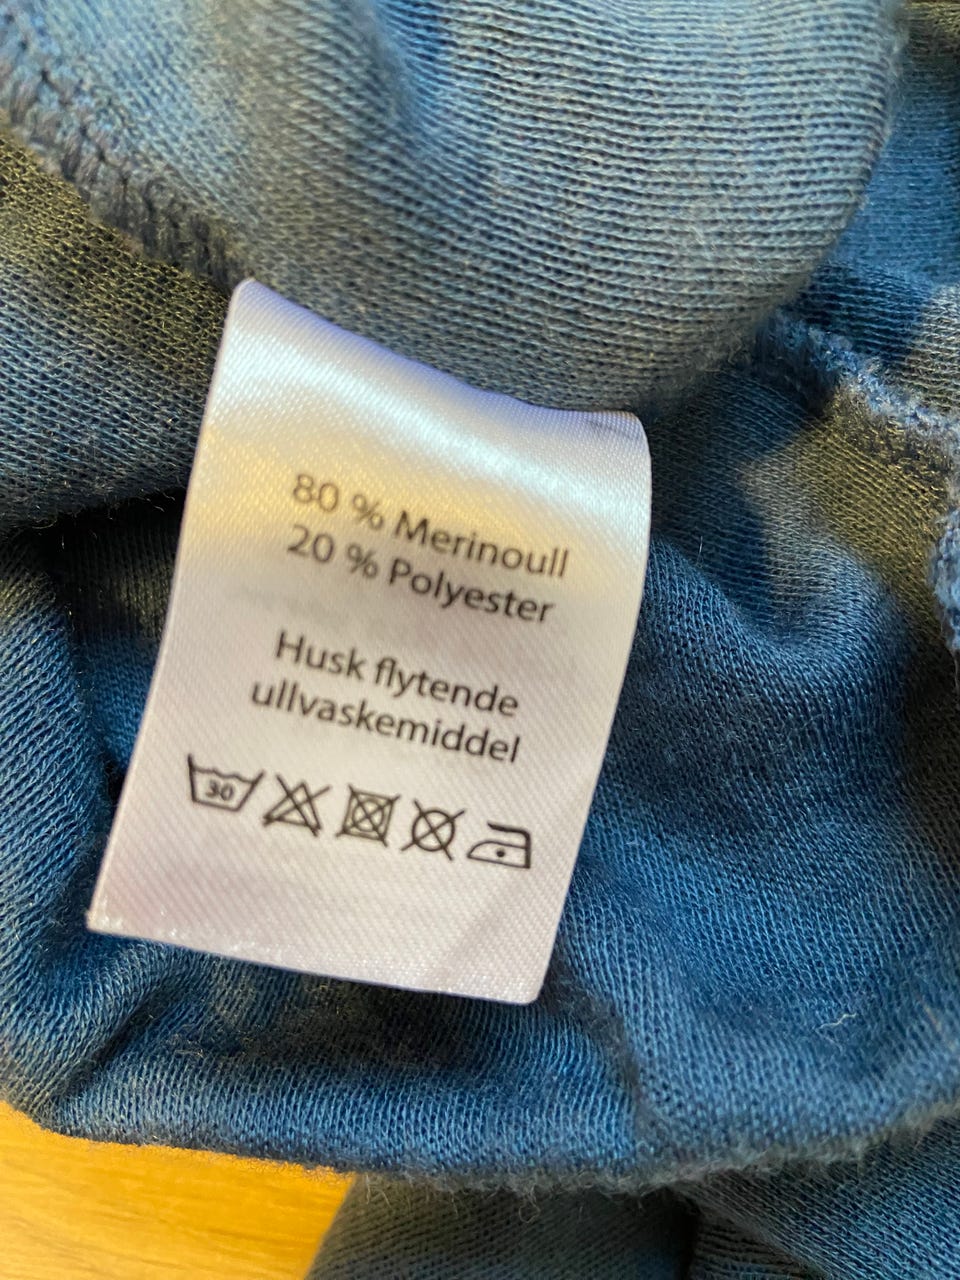 80 % Merinoull
20 % Polyester
Husk flytende
ullvaskemiddel
30